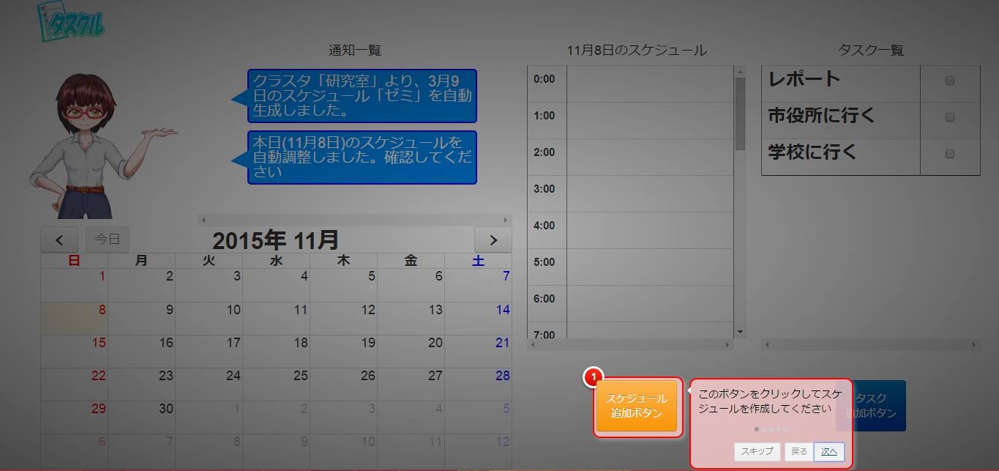 タスクル
通知一覧
クラスタ「研究室」より、3月9
日のスケジュール「ゼミ」を自動
生成しました。
本日(11月8日)のスケジュールを
自動調整しました。確認してくだ
さい
今日
2015年 11月
日 月 火 水 木 金 土
1 2 3 4 5 6 7
8 9 10 11 12 13 14
15 16 17 18 19 20 21
22 23 24 25 26 27 28
29 30 1 2 3 4 5
6 7 8 9 10 11 12
11月8日のスケジュール
0:00
1:00
2:00
3:00
4:00
5:00
6:00
7:00
タスク一覧
レポート
市役所に行く
学校に行く
1
スケジュール
追加ボタン
このボタンをクリックしてスケ
ジュールを作成してください
スキップ 戻る 次へ
タスク
追加ボタン